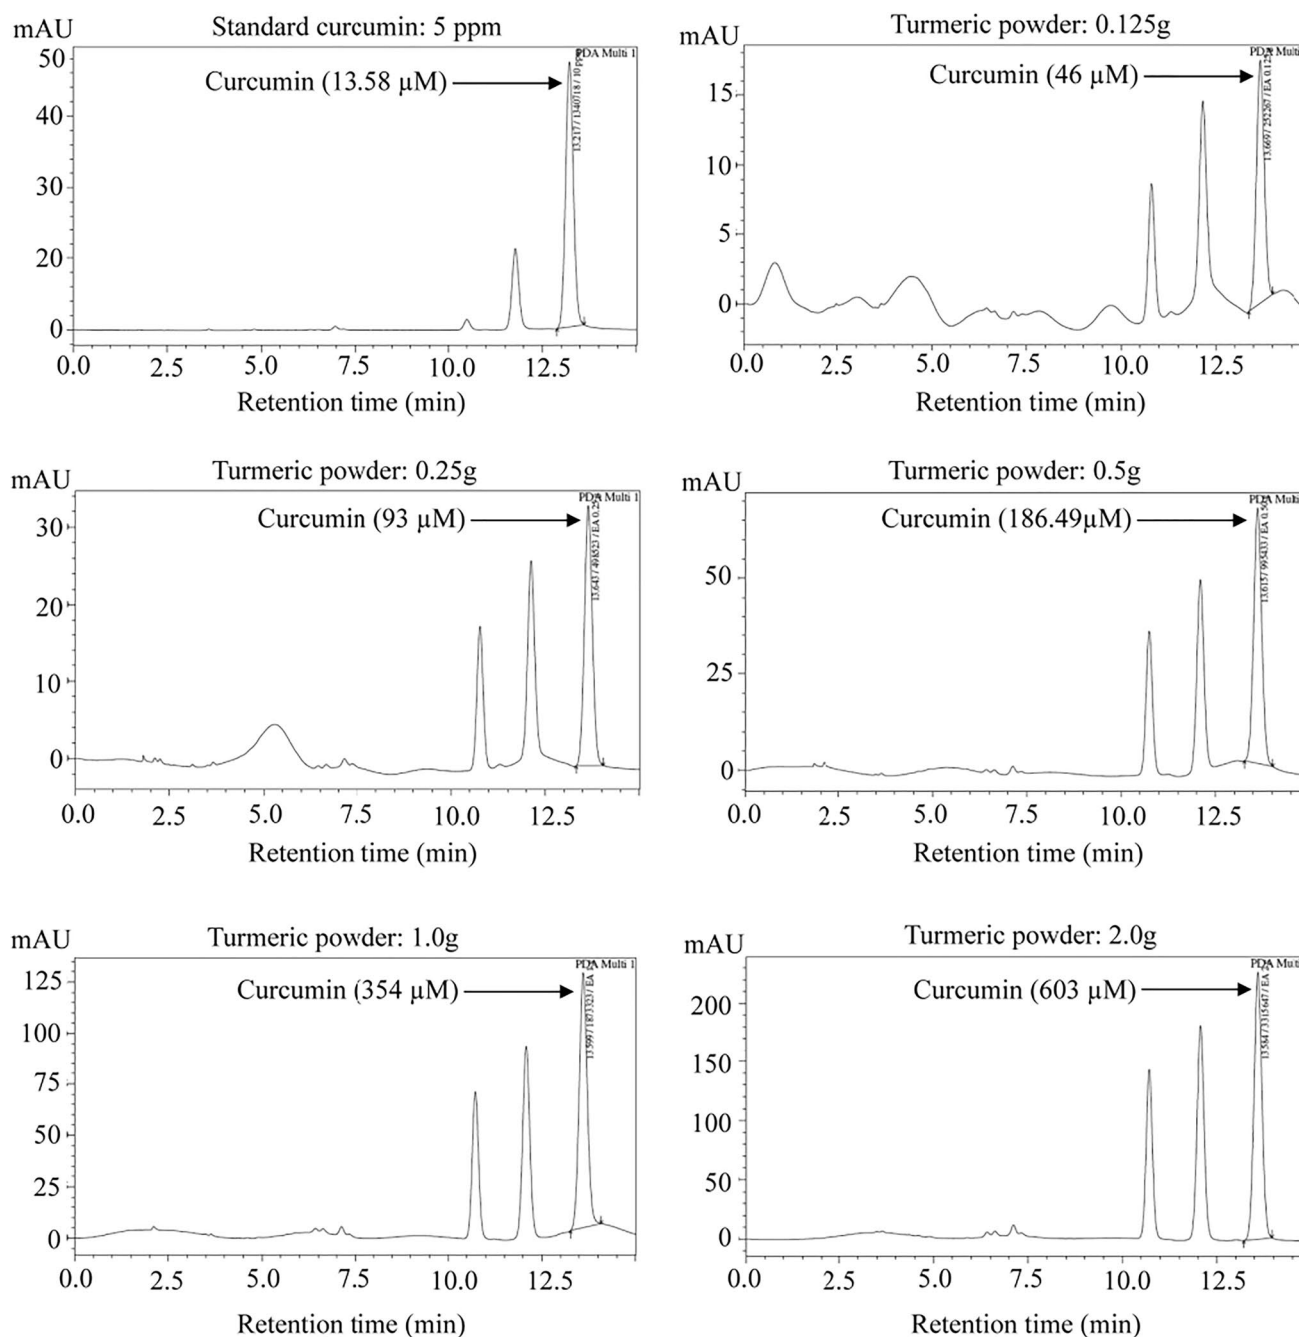 mAU
Standard curcumin: 5 ppm
PDA Multi 1
Curcumin (13.58 µM)
50
40
30
20
10
0
0.0 2.5 5.0 7.5 10.0 12.5
Retention time (min)
mAU
Turmeric powder: 0.125g
Curcumin (46 µM)
15
10
5
0
0.0 2.5 5.0 7.5 10.0 12.5
Retention time (min)
mAU
Turmeric powder: 0.25g
PDA Multi 1
Curcumin (93 µM)
30
20
10
0
0.0 5.0 7.5 10.0 12.5
Retention time (min)
mAU
Turmeric powder: 0.5g
Curcumin (186.49µM)
50
25
0
0.0 2.5 5.0 7.5 10.0 12.5
Retention time (min)
mAU
Turmeric powder: 1.0g
PDA Multi 1
Curcumin (354 µM)
125
100
75
50
25
0
0.0 2.5 5.0 7.5 10.0 12.5
Retention time (min)
mAU
Turmeric powder: 2.0g
Curcumin (603 µM)
200
150
100
50
0
0.0 2.5 5.0 7.5 10.0 12.5
Retention time (min)